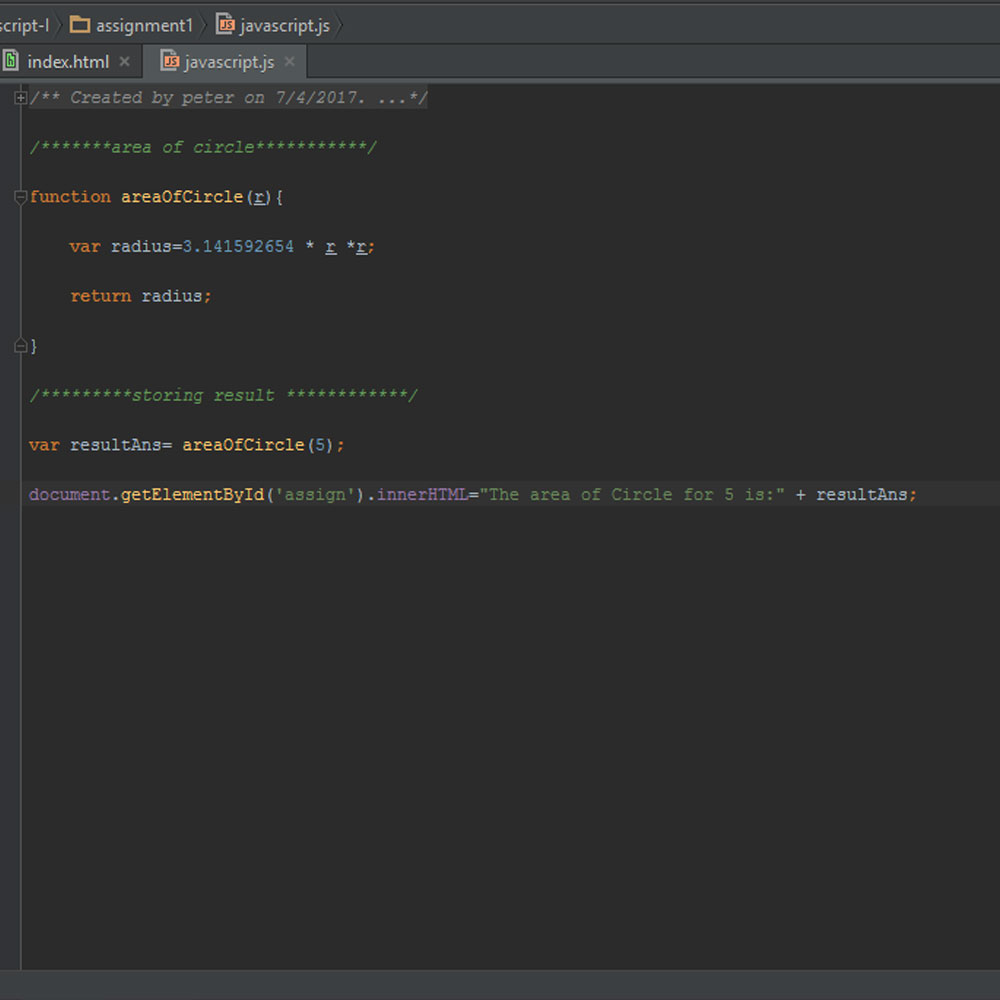 script-l assignment1 javascript.js
index.html javascript.js
/** Created by peter on 7/4/2017. ...*/
/*******area of circle***********/
function areaOfCircle(r){
var radius=3.141592654 * r *r;
return radius;
}
/*********storing result ************/
var resultAns= areaOfCircle(5);
document.getElementById('assign').innerHTML="The area of Circle for 5 is:" + resultAns;